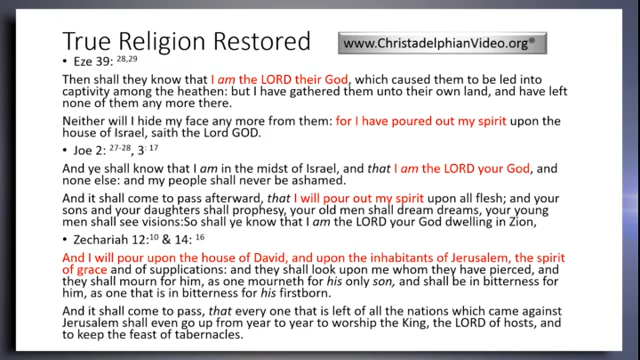 True Religion Restored
www.ChristadelphianVideo.org®
• Eze 39: 28,29
Then shall they know that I am the LORD their God, which caused them to be led into
captivity among the heathen: but I have gathered them unto their own land, and have left
none of them any more there.
Neither will I hide my face any more from them: for I have poured out my spirit upon the
house of Israel, saith the Lord GOD.
• Joe 2: 27-28, 3: 17
And ye shall know that I am in the midst of Israel, and that I am the LORD your God, and
none else: and my people shall never be ashamed.
And it shall come to pass afterward, that I will pour out my spirit upon all flesh; and your
sons and your daughters shall prophesy, your old men shall dream dreams, your young
men shall see visions:So shall ye know that I am the LORD your God dwelling in Zion,
• Zechariah 12:10 & 14: 16
And I will pour upon the house of David, and upon the inhabitants of Jerusalem, the spirit
of grace and of supplications: and they shall look upon me whom they have pierced, and
they shall mourn for him, as one mourneth for his only son, and shall be in bitterness for
him, as one that is in bitterness for his firstborn.
And it shall come to pass, that every one that is left of all the nations which came against
Jerusalem shall even go up from year to year to worship the King, the LORD of hosts, and
to keep the feast of tabernacles.